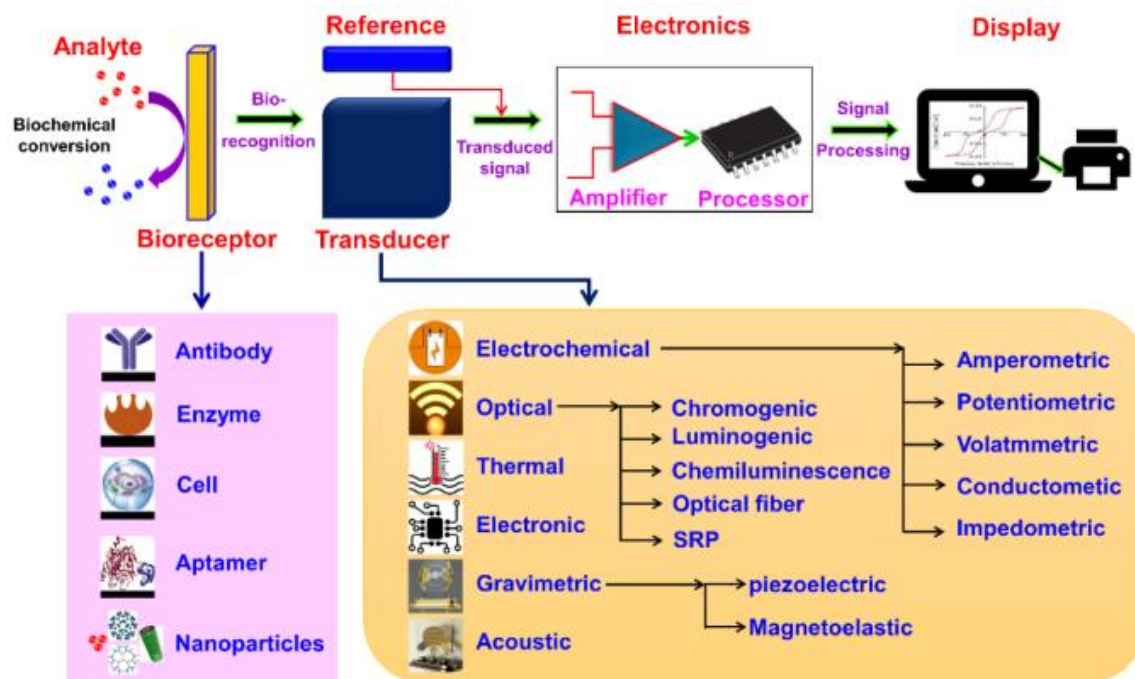 Analyte
Reference
Electronics
Display
Biochemical
conversion
Bio-
recognition
Transduced
signal
Amplifier
Processor
Signal
Processing
Bioreceptor
Transducer
Antibody
Enzyme
Cell
Aptamer
Nanoparticles
Electrochemical
Optical
Thermal
Electronic
Gravimetric
Acoustic
Chromogenic
Luminogenic
Chemiluminescence
Optical fiber
SRP
piezoelectric
Magnetoelastic
Amperometric
Potentiometric
Volatmmetric
Conductometic
Impedometric